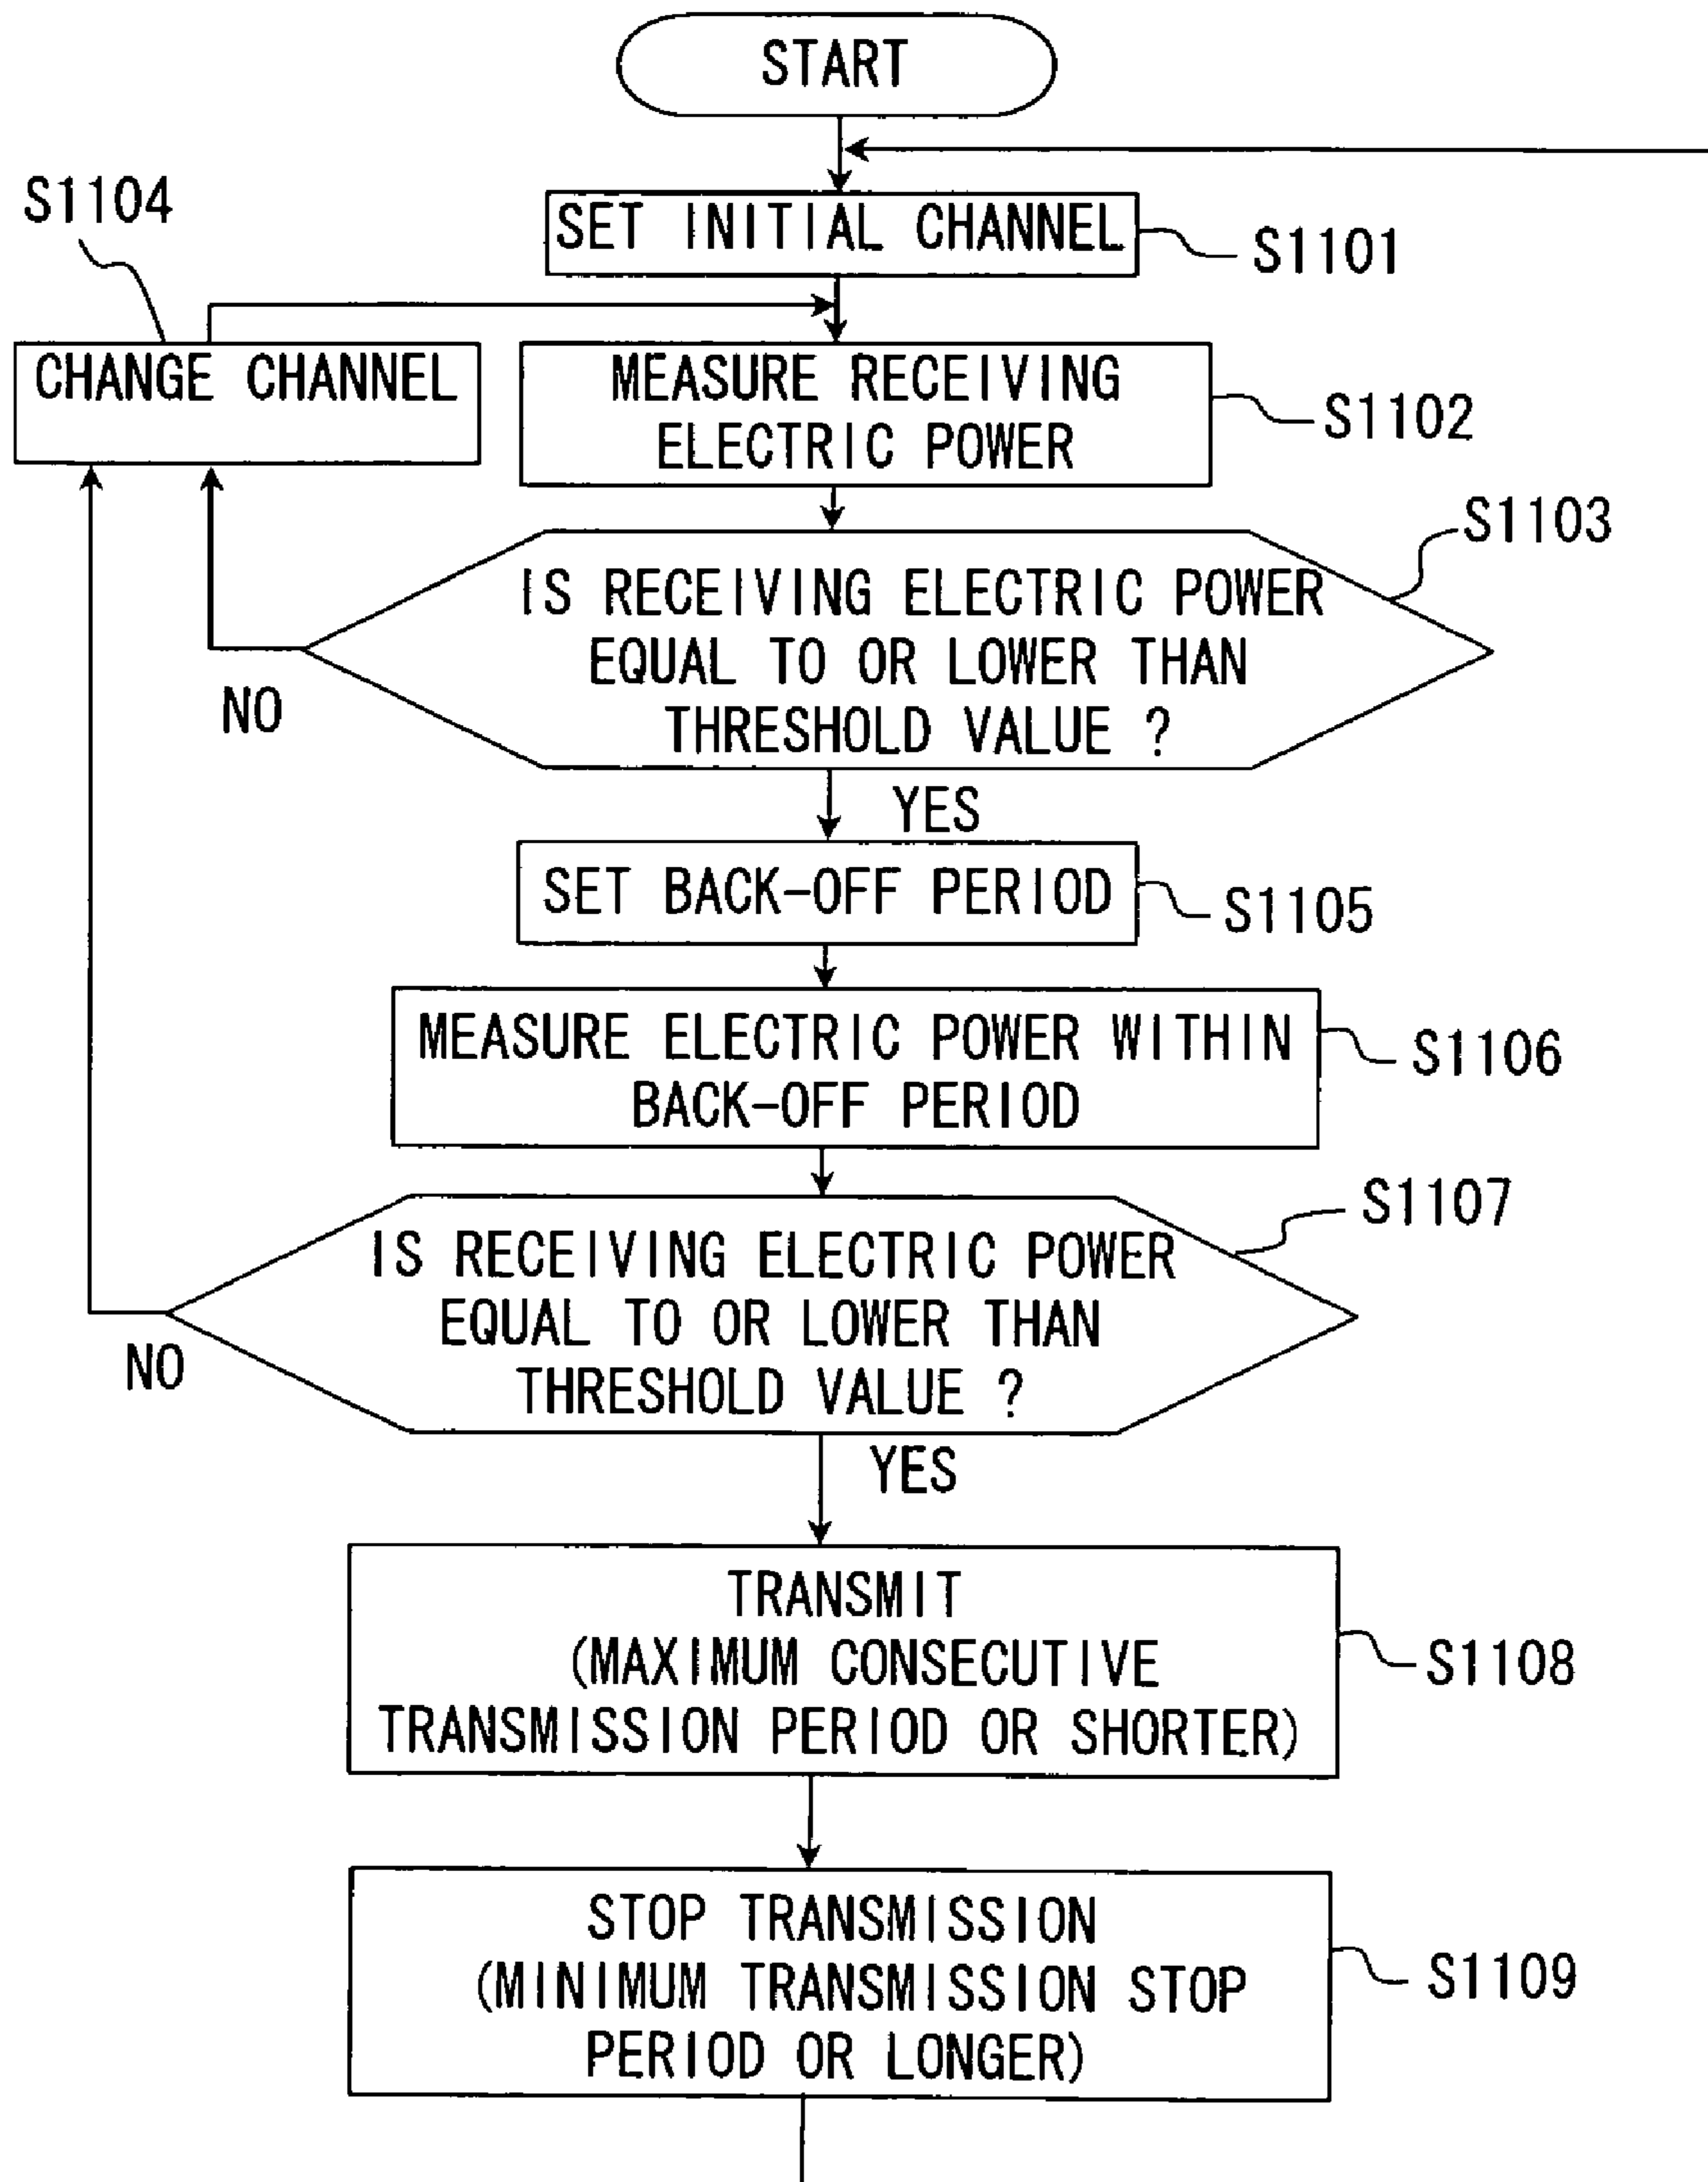 START
SET INITIAL CHANNEL
S1101
S1104
CHANGE CHANNEL
MEASURE RECEIVING
ELECTRIC POWER
S1102
S1103
IS RECEIVING ELECTRIC POWER
EQUAL TO OR LOWER THAN
THRESHOLD VALUE ?
NO
YES
SET BACK-OFF PERIOD
S1105
MEASURE ELECTRIC POWER WITHIN
BACK-OFF PERIOD
S1106
S1107
IS RECEIVING ELECTRIC POWER
EQUAL TO OR LOWER THAN
THRESHOLD VALUE ?
NO
YES
TRANSMIT
(MAXIMUM CONSECUTIVE
TRANSMISSION PERIOD OR SHORTER)
S1108
STOP TRANSMISSION
(MINIMUM TRANSMISSION STOP
PERIOD OR LONGER)
S1109